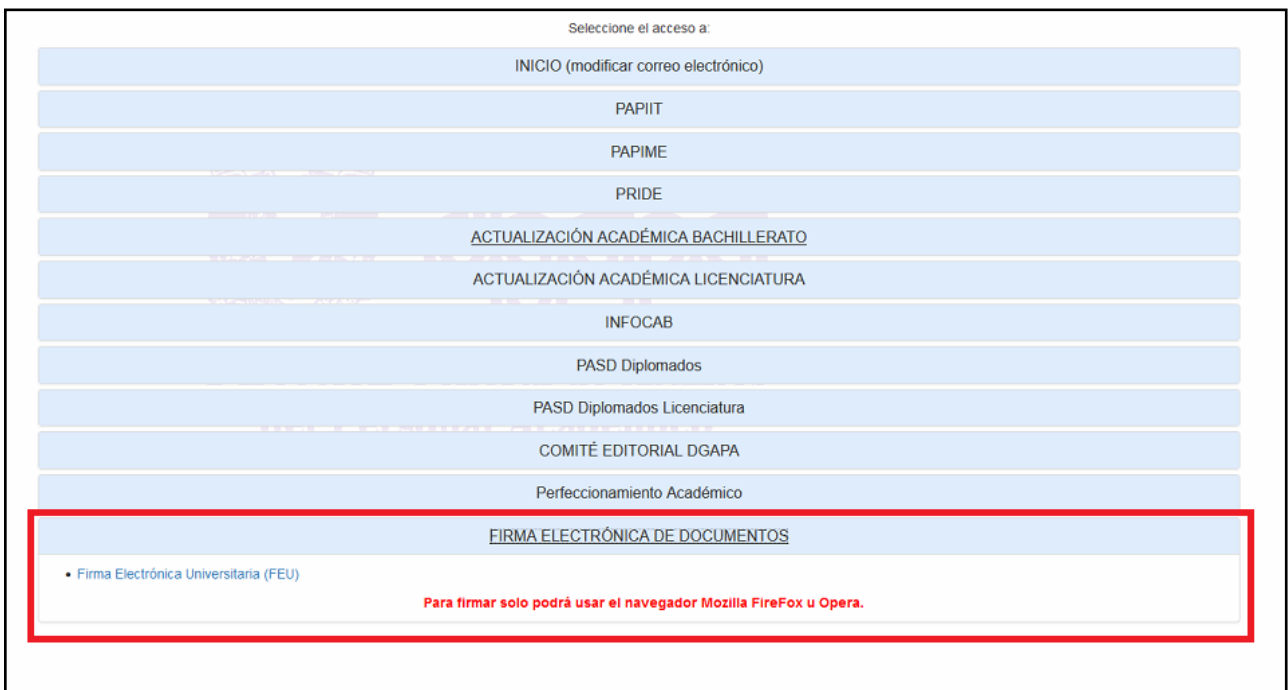 Seleccione el acceso a:
INICIO (modificar correo electrónico)
PAPIIT
PAPIME
PRIDE
ACTUALIZACIÓN ACADÉMICA BACHILLERATO
ACTUALIZACIÓN ACADÉMICA LICENCIATURA
INFOCAB
PASD Diplomados
PASD Diplomados Licenciatura
COMITÉ EDITORIAL DGAPA
Perfeccionamiento Académico
FIRMA ELECTRÓNICA DE DOCUMENTOS
• Firma Electrónica Universitaria (FEU)
Para firmar solo podrá usar el navegador Mozilla FireFox u Opera.